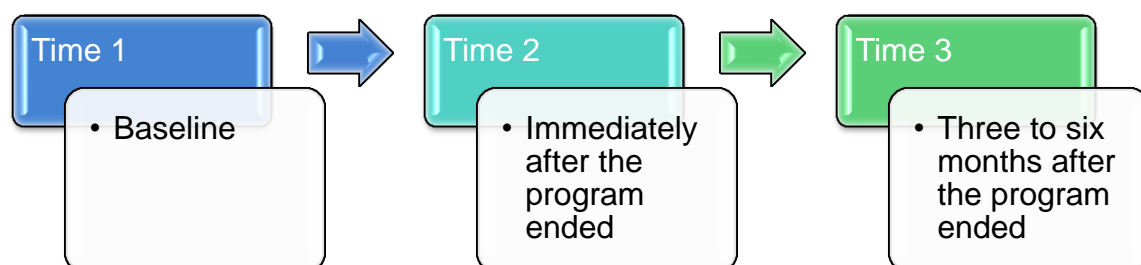 Time 1
• Baseline
Time 2
• Immediately
after the
program
ended
Time 3
• Three to six
months after
the program
ended